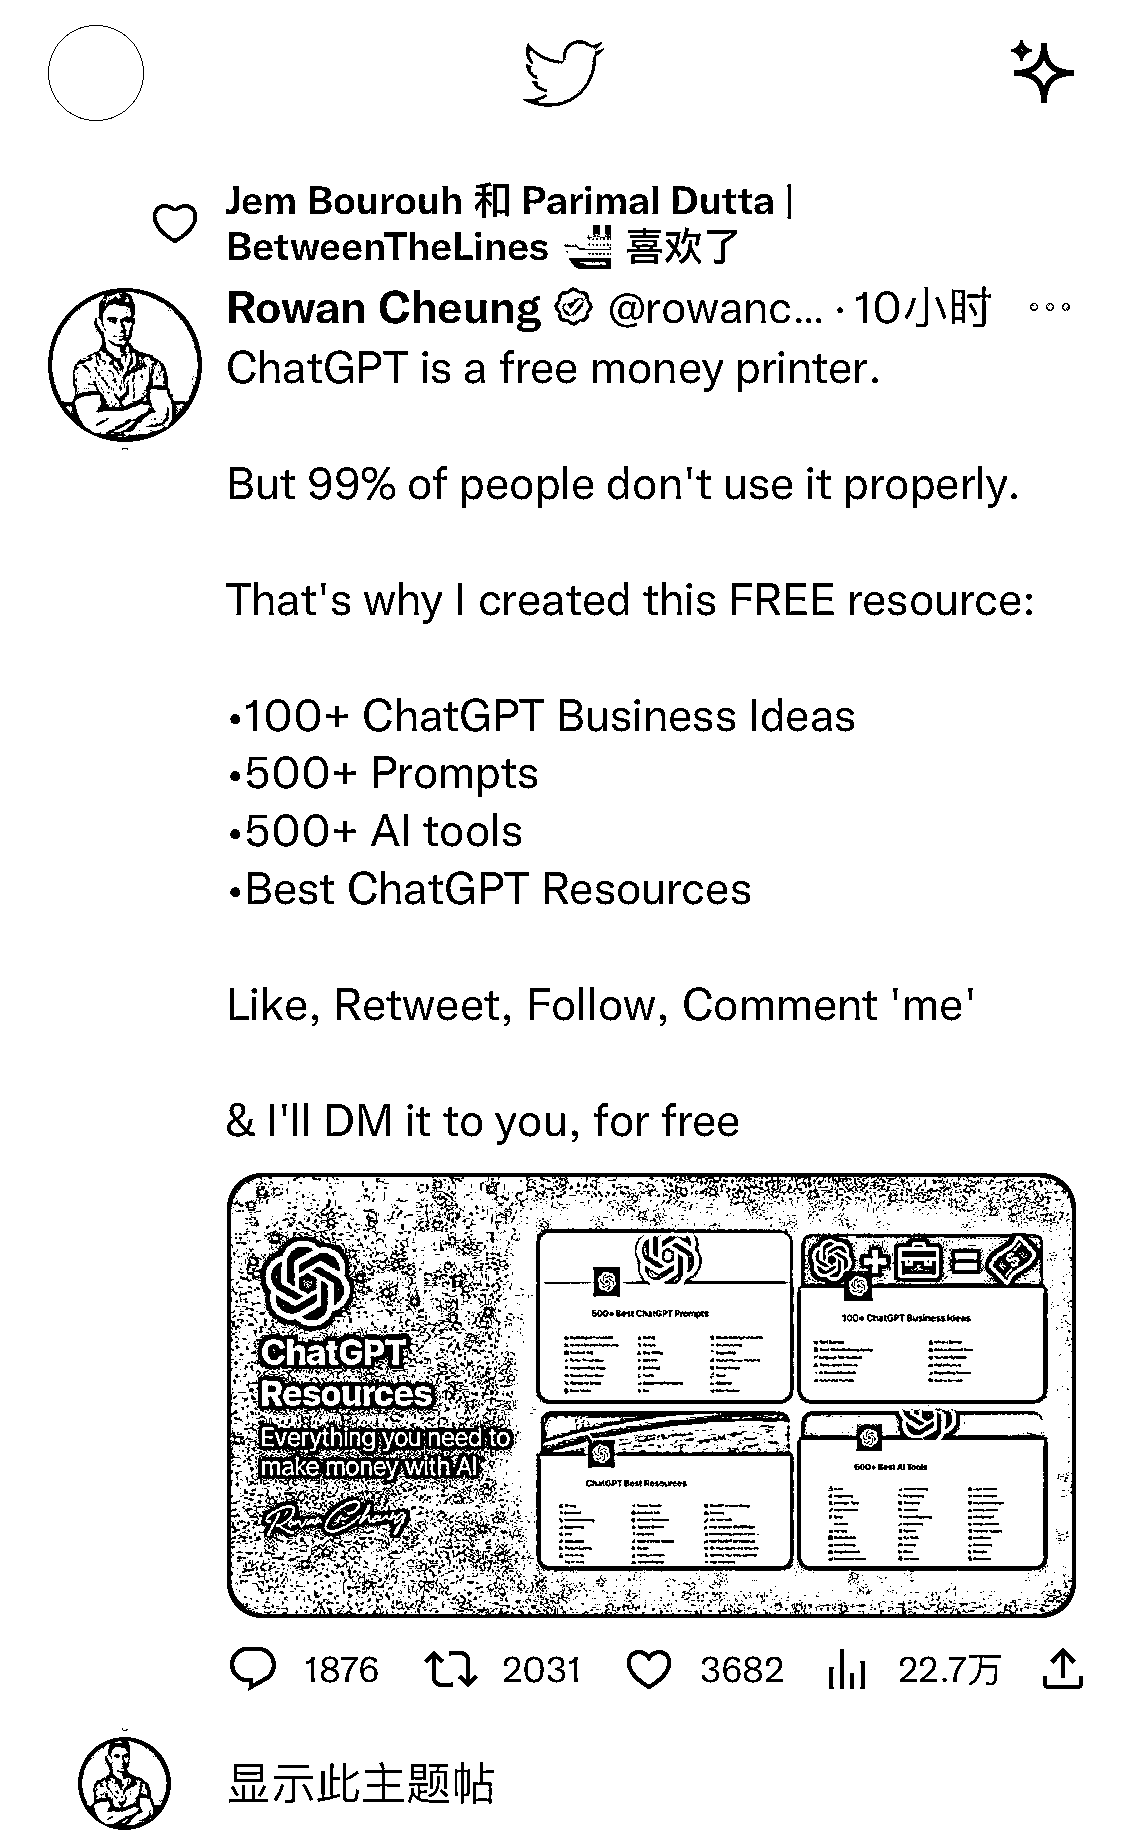 Jem Bourouh 和 Parimal Dutta |
BetweenTheLines 🚢 喜欢了
Rowan Cheung @rowanc... · 10小时
ChatGPT is a free money printer.
But 99% of people don't use it properly.
That's why I created this FREE resource:
•100+ ChatGPT Business Ideas
•500+ Prompts
•500+ AI tools
•Best ChatGPT Resources
Like, Retweet, Follow, Comment 'me'
& I'll DM it to you, for free
ChatGPT
Resources
Everything you need to
make money with AI
Rowan Cheung
500+ Best ChatGPT Prompts
100+ ChatGPT Business Ideas
ChatGPT Best Resources
500+ Best AI Tools
1876 2031 3682 22.7万
显示此主题帖